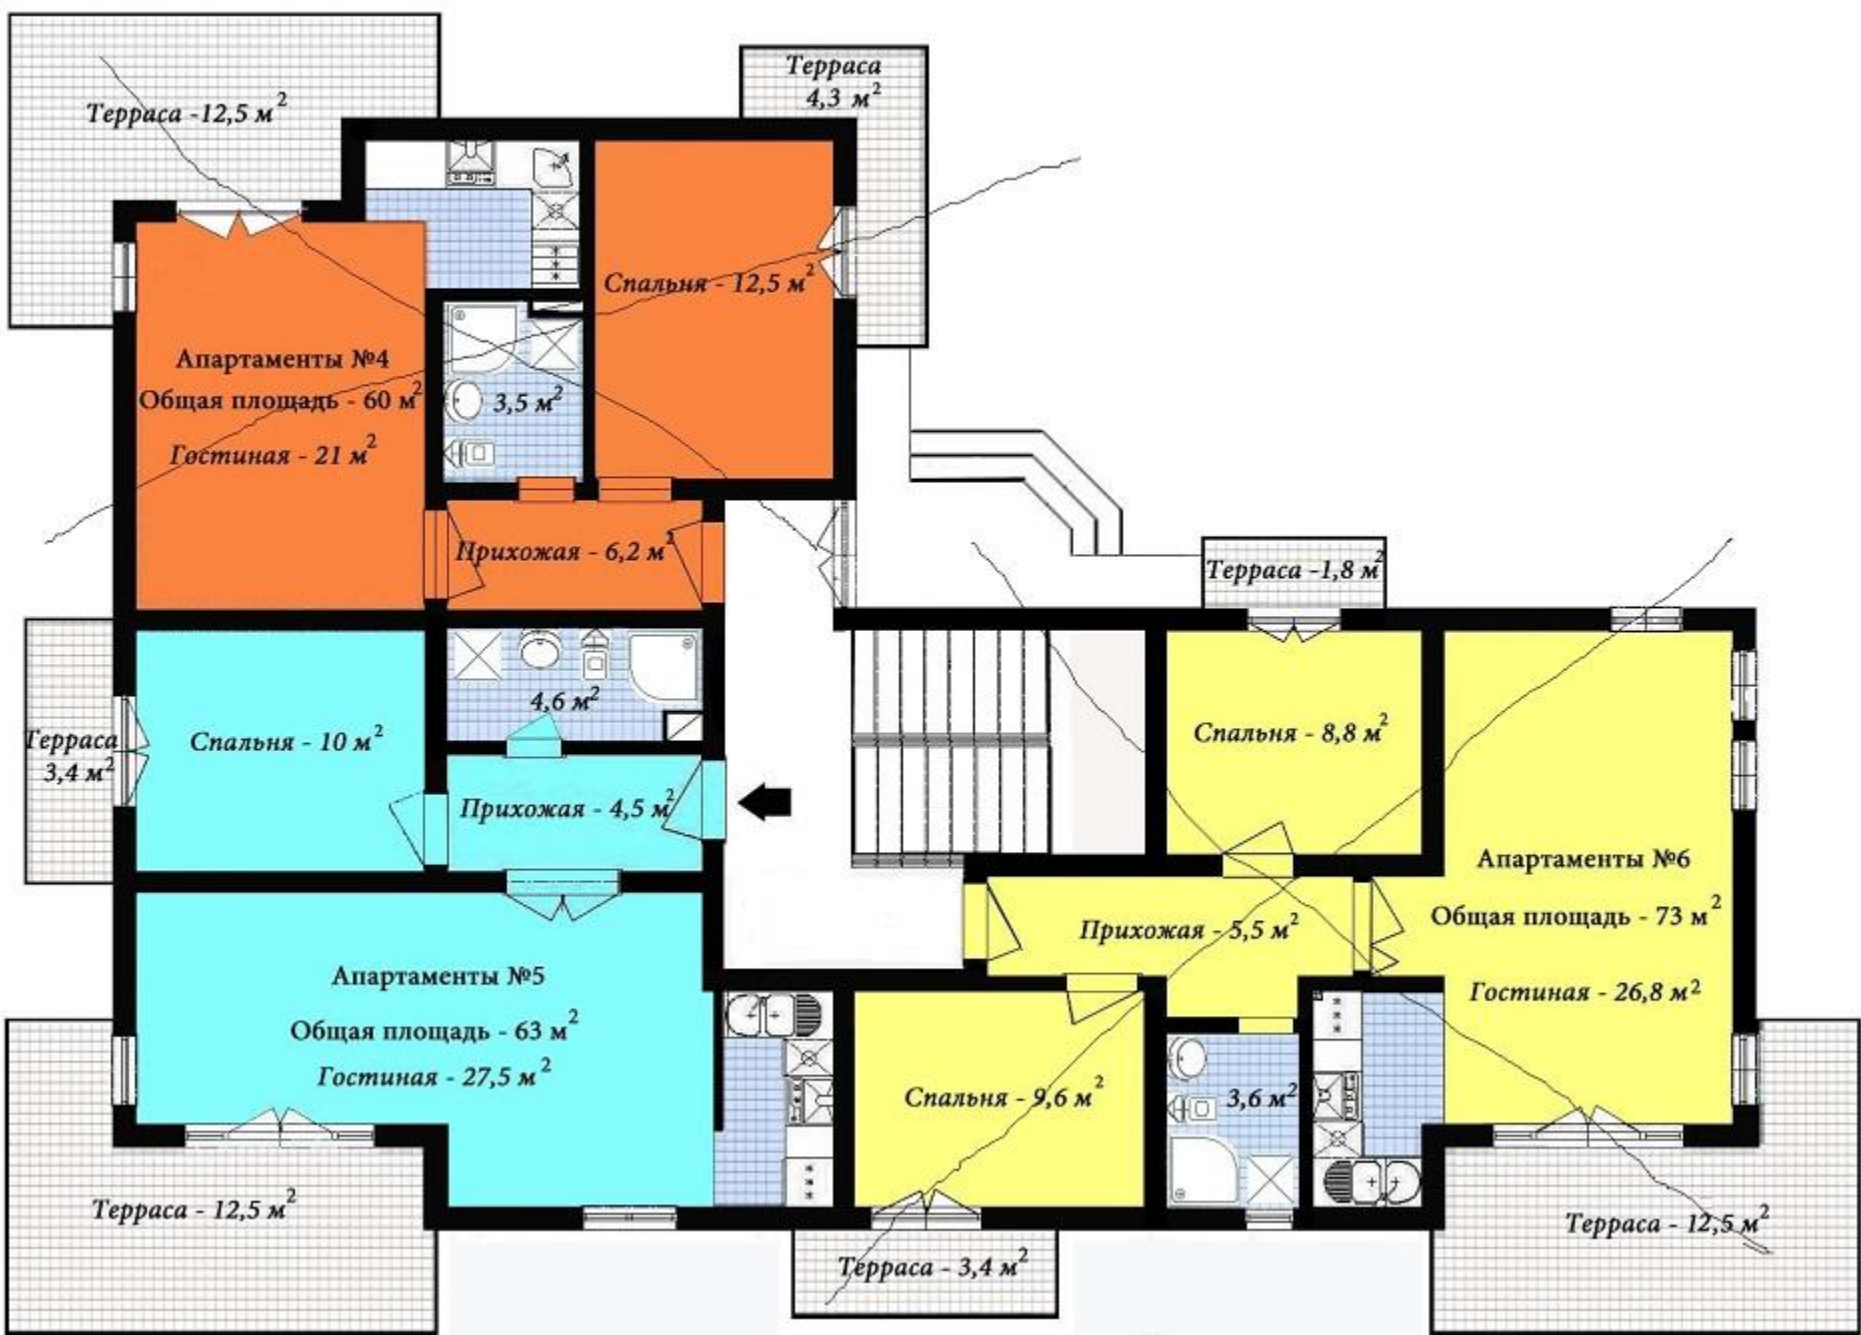 Терраса -12,5 м²
Терраса
4,3 м²
Спальня - 12,5 м²
Апартаменты №4
Общая площадь - 60 м²
Гостиная - 21 м²
3,5 м²
Прихожая - 6,2 м²
Терраса -1,8 м²
4,6 м²
Спальня - 10 м²
Терраса
3,4 м²
Прихожая - 4,5 м²
Спальня - 8,8 м²
Апартаменты №6
Общая площадь - 73 м²
Гостиная - 26,8 м²
Прихожая - 5,5 м²
Апартаменты №5
Общая площадь - 63 м²
Гостиная - 27,5 м²
Спальня - 9,6 м²
3,6 м²
Терраса - 12,5 м²
Терраса - 3,4 м²
Терраса - 12,5 м²